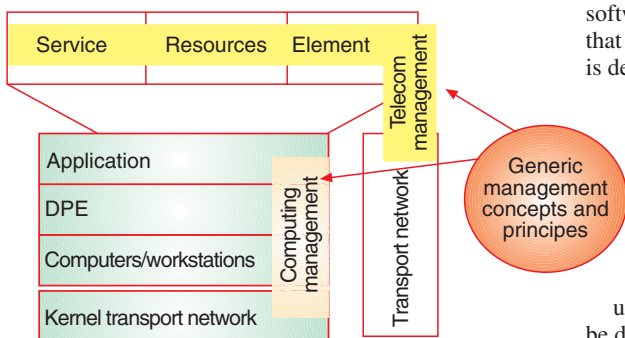 Service
Resources
Element
Telecom
management
Application
DPE
Computers/workstations
Kernel transport network
Computing
management
Transport network
Generic
management
concepts and
principes
softw
that
is de
u
be d